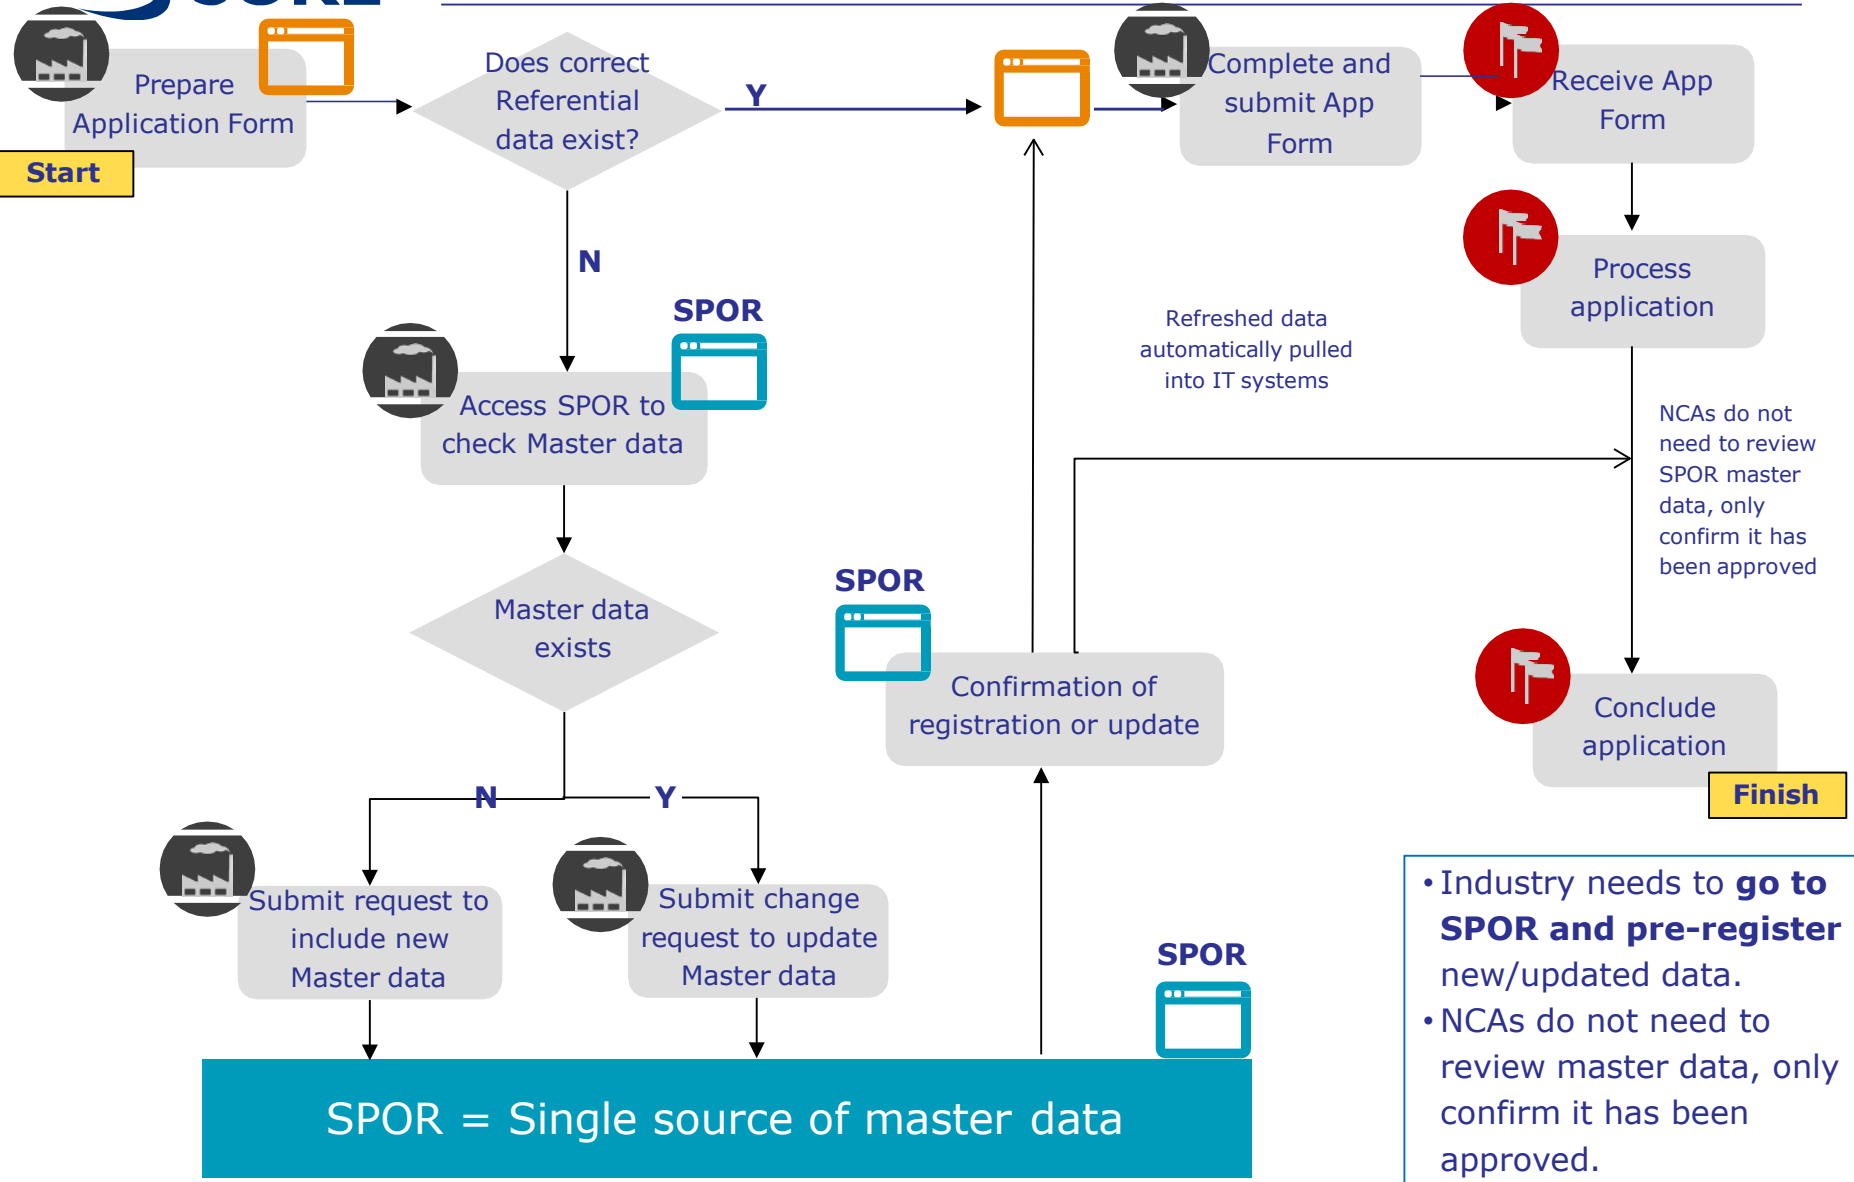 Prepare
Application Form
Start
Does correct
Referential
data exist?
Y
Complete and
submit App
Form
Receive App
Form
N
Process
application
SPOR
Refreshed data
automatically pulled
into IT systems
Access SPOR to
check Master data
NCAs do not
need to review
SPOR master
data, only
confirm it has
been approved
Master data
exists
SPOR
Confirmation of
registration or update
Conclude
application
Finish
N
Y
Submit request to
include new
Master data
Submit change
request to update
Master data
SPOR
SPOR = Single source of master data
• Industry needs to go to
SPOR and pre-register
new/updated data.
• NCAs do not need to
review master data, only
confirm it has been
approved.